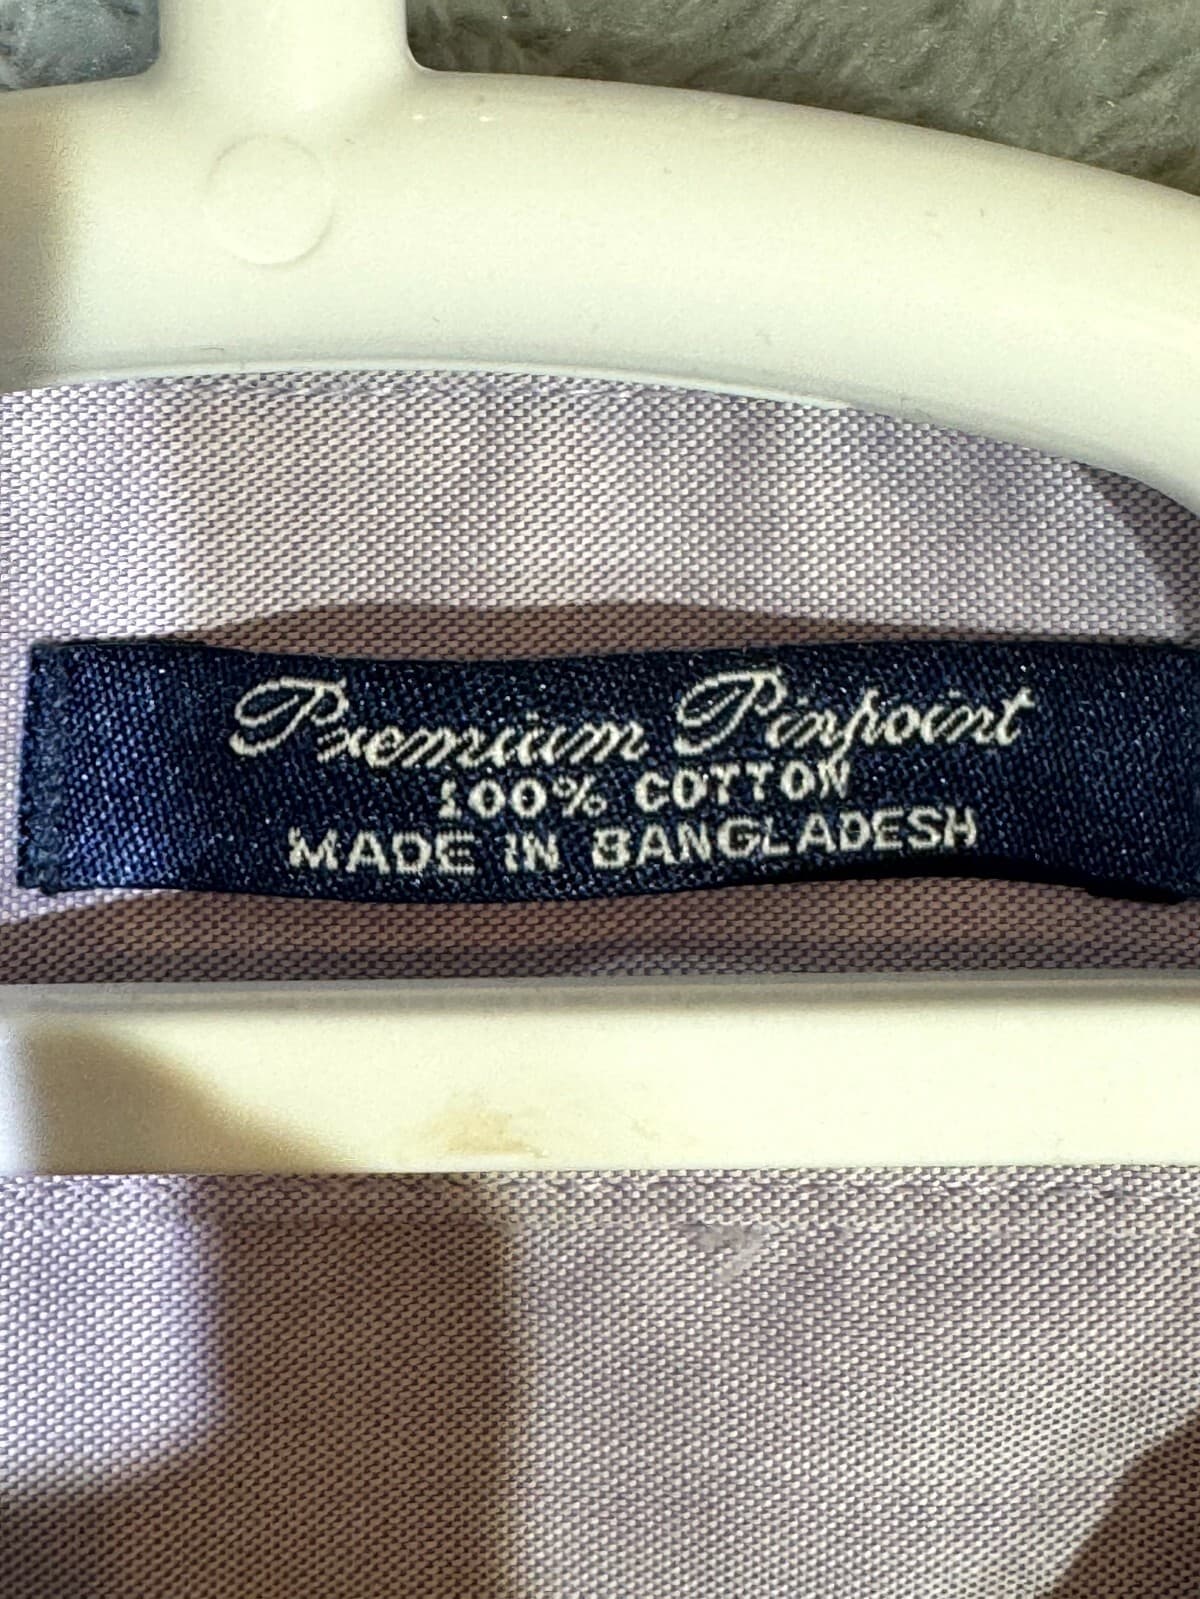 Premium Pinpoint
100% COTTON
MADE IN BANGLADESH